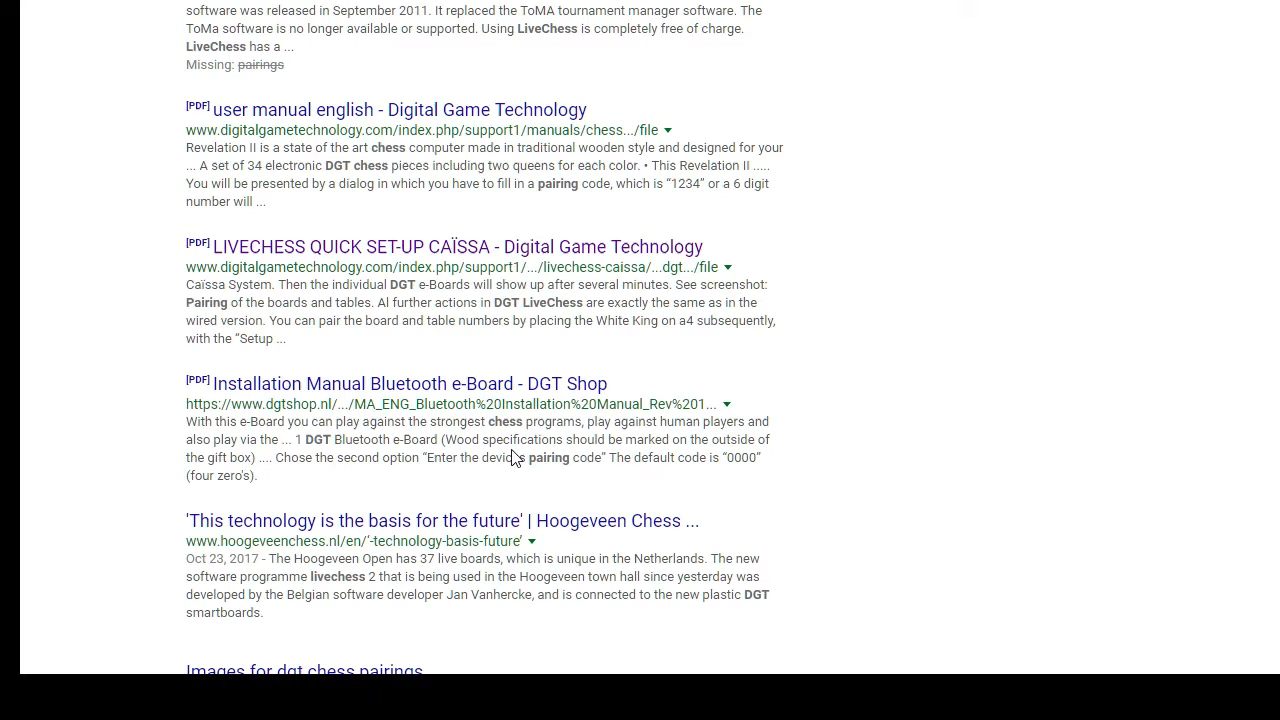 software was released in September 2011. It replaced the ToMA tournament manager software. The
ToMa software is no longer available or supported. Using LiveChess is completely free of charge.
LiveChess has a ...
Missing: pairings
[PDF] user manual english - Digital Game Technology
www.digitalgametechnology.com/index.php/support1/manuals/chess.../file
Revelation II is a state of the art chess computer made in traditional wooden style and designed for your
... A set of 34 electronic DGT chess pieces including two queens for each color. • This Revelation II .....
You will be presented by a dialog in which you have to fill in a pairing code, which is “1234” or a 6 digit
number will ...
[PDF] LIVECHESS QUICK SET-UP CAÏSSA - Digital Game Technology
www.digitalgametechnology.com/index.php/support1/.../livechess-caissa/...dgt.../file
Caïssa System. Then the individual DGT e-Boards will show up after several minutes. See screenshot:
Pairing of the boards and tables. Al further actions in DGT LiveChess are exactly the same as in the
wired version. You can pair the board and table numbers by placing the White King on a4 subsequently,
with the “Setup ...
[PDF] Installation Manual Bluetooth e-Board - DGT Shop
https://www.dgtshop.nl/.../MA_ENG_Bluetooth%20Installation%20Manual_Rev%201...
With this e-Board you can play against the strongest chess programs, play against human players and
also play via the ... 1 DGT Bluetooth e-Board (Wood specifications should be marked on the outside of
the gift box) .... Chose the second option “Enter the devices pairing code” The default code is “0000”
(four zero's).
'This technology is the basis for the future' | Hoogeveen Chess ...
www.hoogeveenchess.nl/en/‘-technology-basis-future’
Oct 23, 2017 - The Hoogeveen Open has 37 live boards, which is unique in the Netherlands. The new
software programme livechess 2 that is being used in the Hoogeveen town hall since yesterday was
developed by the Belgian software developer Jan Vanhercke, and is connected to the new plastic DGT
smartboards.
Images for dgt chess pairings